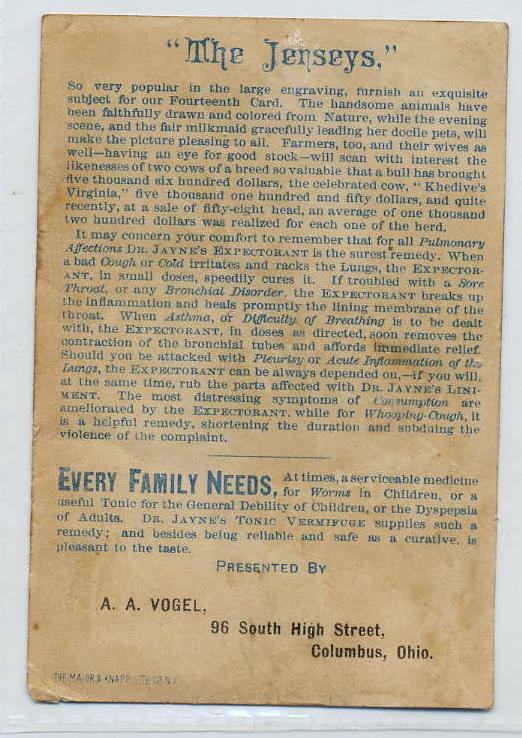 "The Jerseys,"
So very popular in the large engraving, furnish an exquisite
subject for our Fourteenth Card. The handsome animals have
been faithfully drawn and colored from Nature, while the evening
scene, and the fair milkmaid gracefully leading her docile pets, will
make the picture pleasing to all. Farmers, too, and their wives as
well—having an eye for good stock—will scan with interest the
likenesses of two cows of a breed so valuable that a bull has brought
five thousand six hundred dollars, the celebrated cow, "Khedive's
Virginia," five thousand one hundred and fifty dollars, and quite
recently, at a sale of fifty-eight head, an average of one thousand
two hundred dollars was realized for each one of the herd.
It may concern your comfort to remember that for all Pulmonary
Affections DR. JAYNE'S EXPECTORANT is the surest remedy. When
a bad Cough or Cold irritates and racks the Lungs, the EXPECTOR-
ANT, in small doses, speedily cures it. If troubled with a Sore
Throat, or any Bronchial Disorder, the EXPECTORANT breaks up
the inflammation and heals promptly the lining membrane of the
throat. When Asthma, or Difficulty of Breathing is to be dealt
with, the EXPECTORANT, in doses as directed, soon removes the
contraction of the bronchial tubes and affords immediate relief.
Should you be attacked with Pleurisy or Acute Inflammation of the
Lungs, the EXPECTORANT can be always depended on,—if you will,
at the same time, rub the parts affected with DR. JAYNE'S LINI-
MENT. The most distressing symptoms of Consumption are
ameliorated by the EXPECTORANT, while for Whooping-Cough, it
is a helpful remedy, shortening the duration and subduing the
violence of the complaint.
EVERY FAMILY NEEDS, At times, a serviceable medicine
for Worms in Children, or a
useful Tonic for the General Debility of Children, or the Dyspepsia
of Adults. DR. JAYNE'S TONIC VERMIFUGE supplies such a
remedy; and besides being reliable and safe as a curative, is
pleasant to the taste.
PRESENTED BY
A. A. VOGEL,
96 South High Street,
Columbus, Ohio.
THE MAJOR & KNAPP LITH CO N.Y.